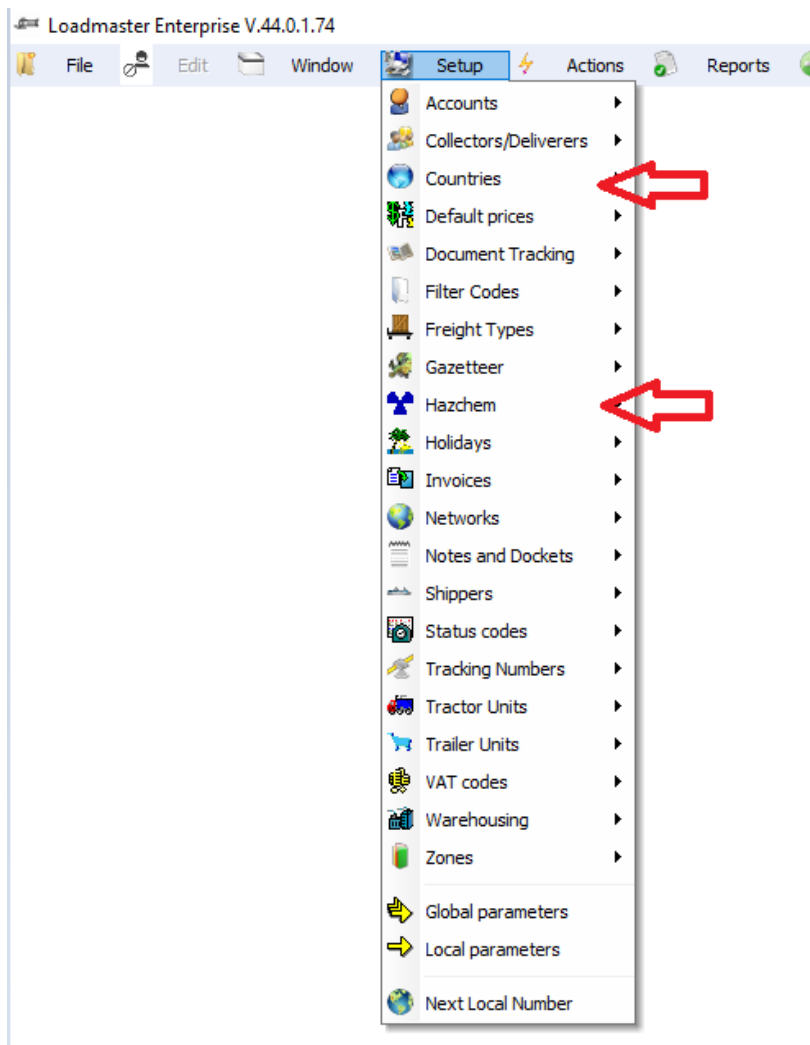 Loadmaster Enterprise V.44.0.1.74
File Edit Window Setup Actions Reports
Accounts
Collectors/Deliverers
Countries
Default prices
Document Tracking
Filter Codes
Freight Types
Gazetteer
Hazchem
Holidays
Invoices
Networks
Notes and Dockets
Shippers
Status codes
Tracking Numbers
Tractor Units
Trailer Units
VAT codes
Warehousing
Zones
Global parameters
Local parameters
Next Local Number